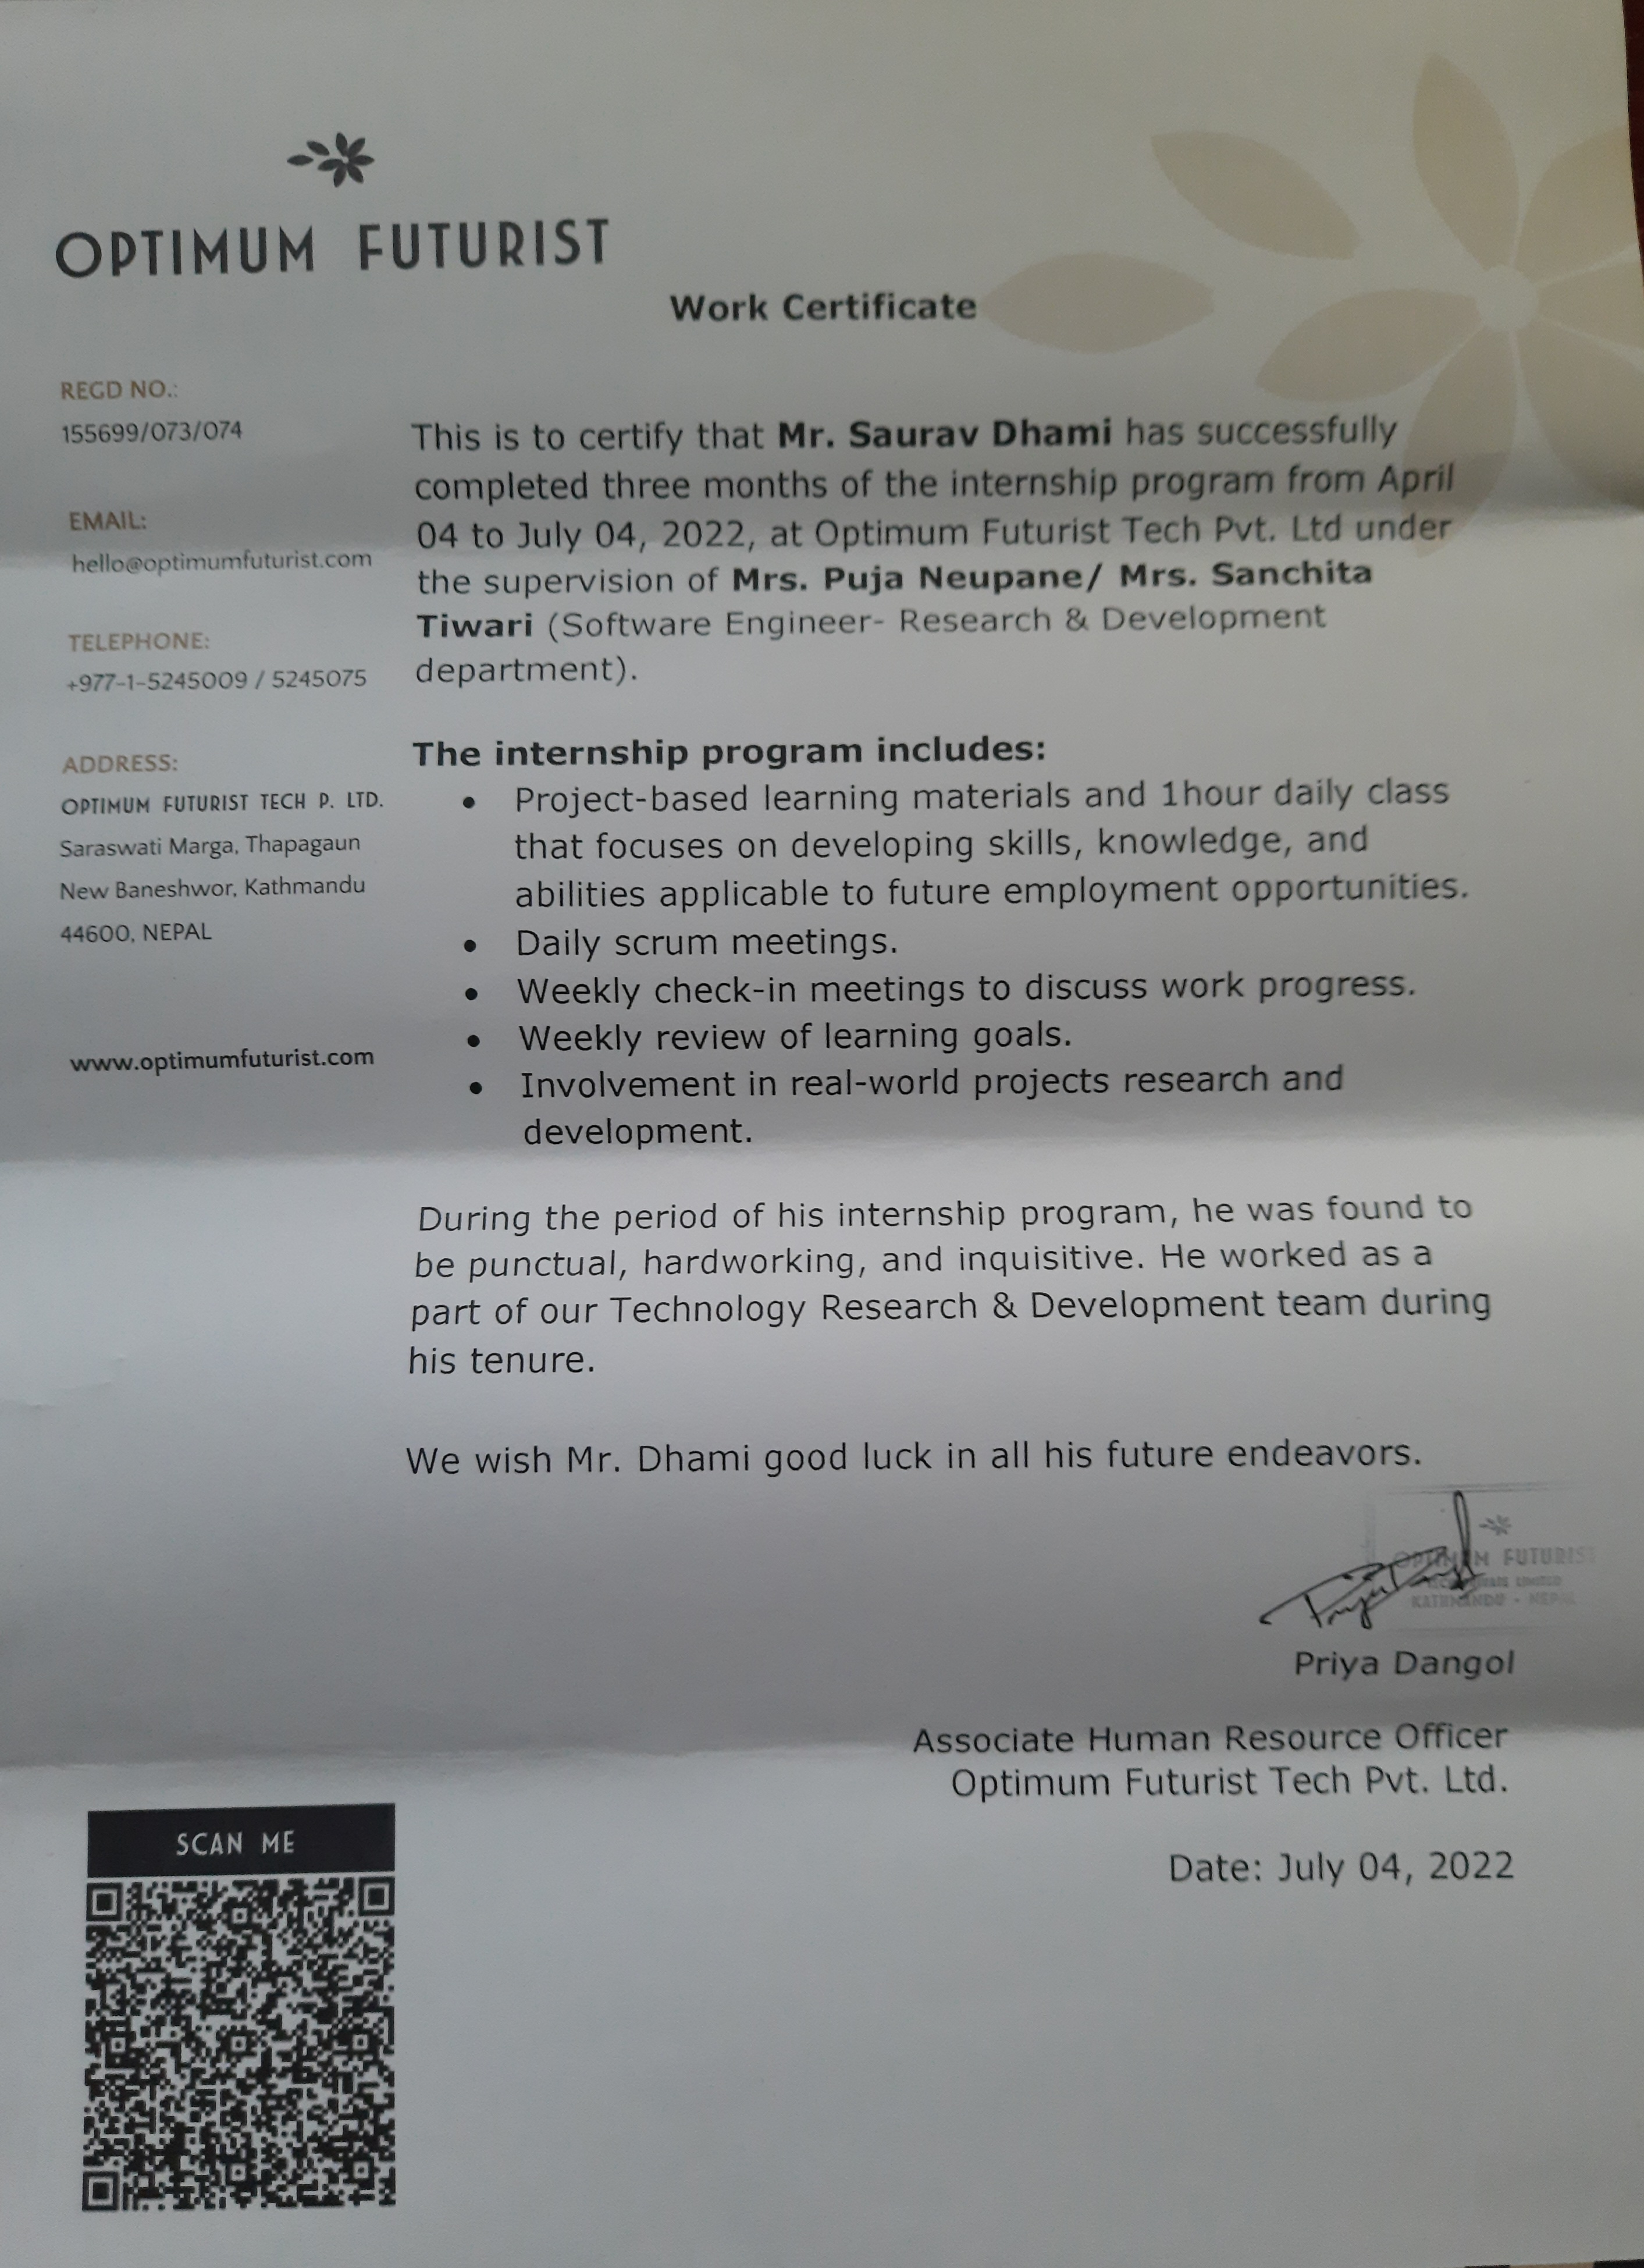 OPTIMUM FUTURIST
Work Certificate
REGD NO.:
155699/073/074
EMAIL:
hello@optimumfuturist.com
TELEPHONE:
+977-1-5245009 / 5245075
ADDRESS:
OPTIMUM FUTURIST TECH P. LTD.
Saraswati Marga, Thapagaun
New Baneshwor, Kathmandu
44600, NEPAL
www.optimumfuturist.com
This is to certify that Mr. Saurav Dhami has successfully
completed three months of the internship program from April
04 to July 04, 2022, at Optimum Futurist Tech Pvt. Ltd under
the supervision of Mrs. Puja Neupane/ Mrs. Sanchita
Tiwari (Software Engineer- Research & Development
department).
The internship program includes:
• Project-based learning materials and 1hour daily class
that focuses on developing skills, knowledge, and
abilities applicable to future employment opportunities.
• Daily scrum meetings.
• Weekly check-in meetings to discuss work progress.
• Weekly review of learning goals.
• Involvement in real-world projects research and
development.
During the period of his internship program, he was found to
be punctual, hardworking, and inquisitive. He worked as a
part of our Technology Research & Development team during
his tenure.
We wish Mr. Dhami good luck in all his future endeavors.
OPTIMUM FUTURIST
LIMITED
KATHMANDU - NEPAL
Priya Dangol
Associate Human Resource Officer
Optimum Futurist Tech Pvt. Ltd.
Date: July 04, 2022
SCAN ME